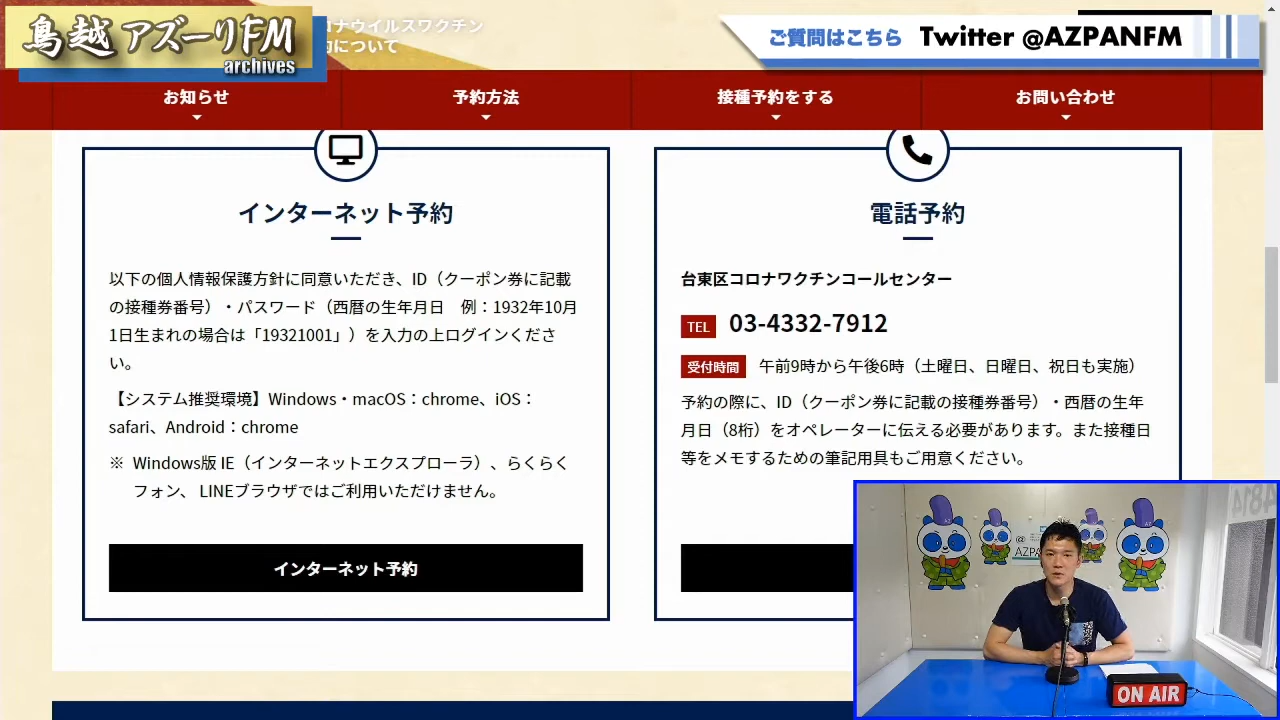 鳥越アズーリFM
archives
コロナウイルスワクチン
約について
ご質問はこちら Twitter @AZPANFM
お知らせ
予約方法
接種予約をする
お問い合わせ
インターネット予約
以下の個人情報保護方針に同意いただき、ID(クーポン券に記載
の接種券番号)・パスワード(西暦の生年月日 例:1932年10月
1日生まれの場合は「19321001」)を入力の上ログインくださ
い。
【システム推奨環境】Windows・macOS:chrome、iOS:
safari、Android:chrome
※ Windows版 IE(インターネットエクスプローラ)、らくらく
フォン、 LINEブラウザではご利用いただけません。
インターネット予約
電話予約
台東区コロナワクチンコールセンター
TEL 03-4332-7912
受付時間 午前9時から午後6時(土曜日、日曜日、祝日も実施)
予約の際に、ID(クーポン券に記載の接種券番号)・西暦の生年
月日(8桁)をオペレーターに伝える必要があります。また接種日
等をメモするための筆記用具もご用意ください。
ON AIR